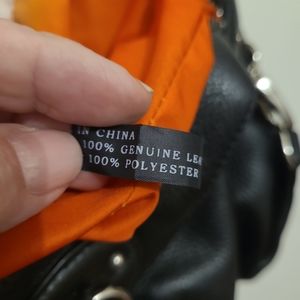 IN CHINA
100% GENUINE LEA
100% POLYESTER